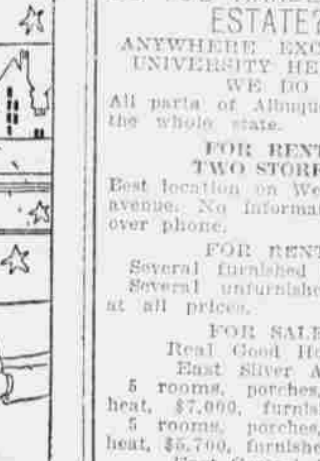 ESTATE?
ANYWHERE EXC
UNIVERSITY HE
WE DO
All parts of Albuqu
the whole state.
FOR RENT
TWO STORE
Best location on We
avenue. No informa
over phone.
FOR RENT
Several furnished
Several unfurnishe
at all prices.
FOR SALE
Real Good Ho
East Silver A
5 rooms, porches,
heat, $7,000, furnis
5 rooms, porches,
heat, $5,700, furnishe